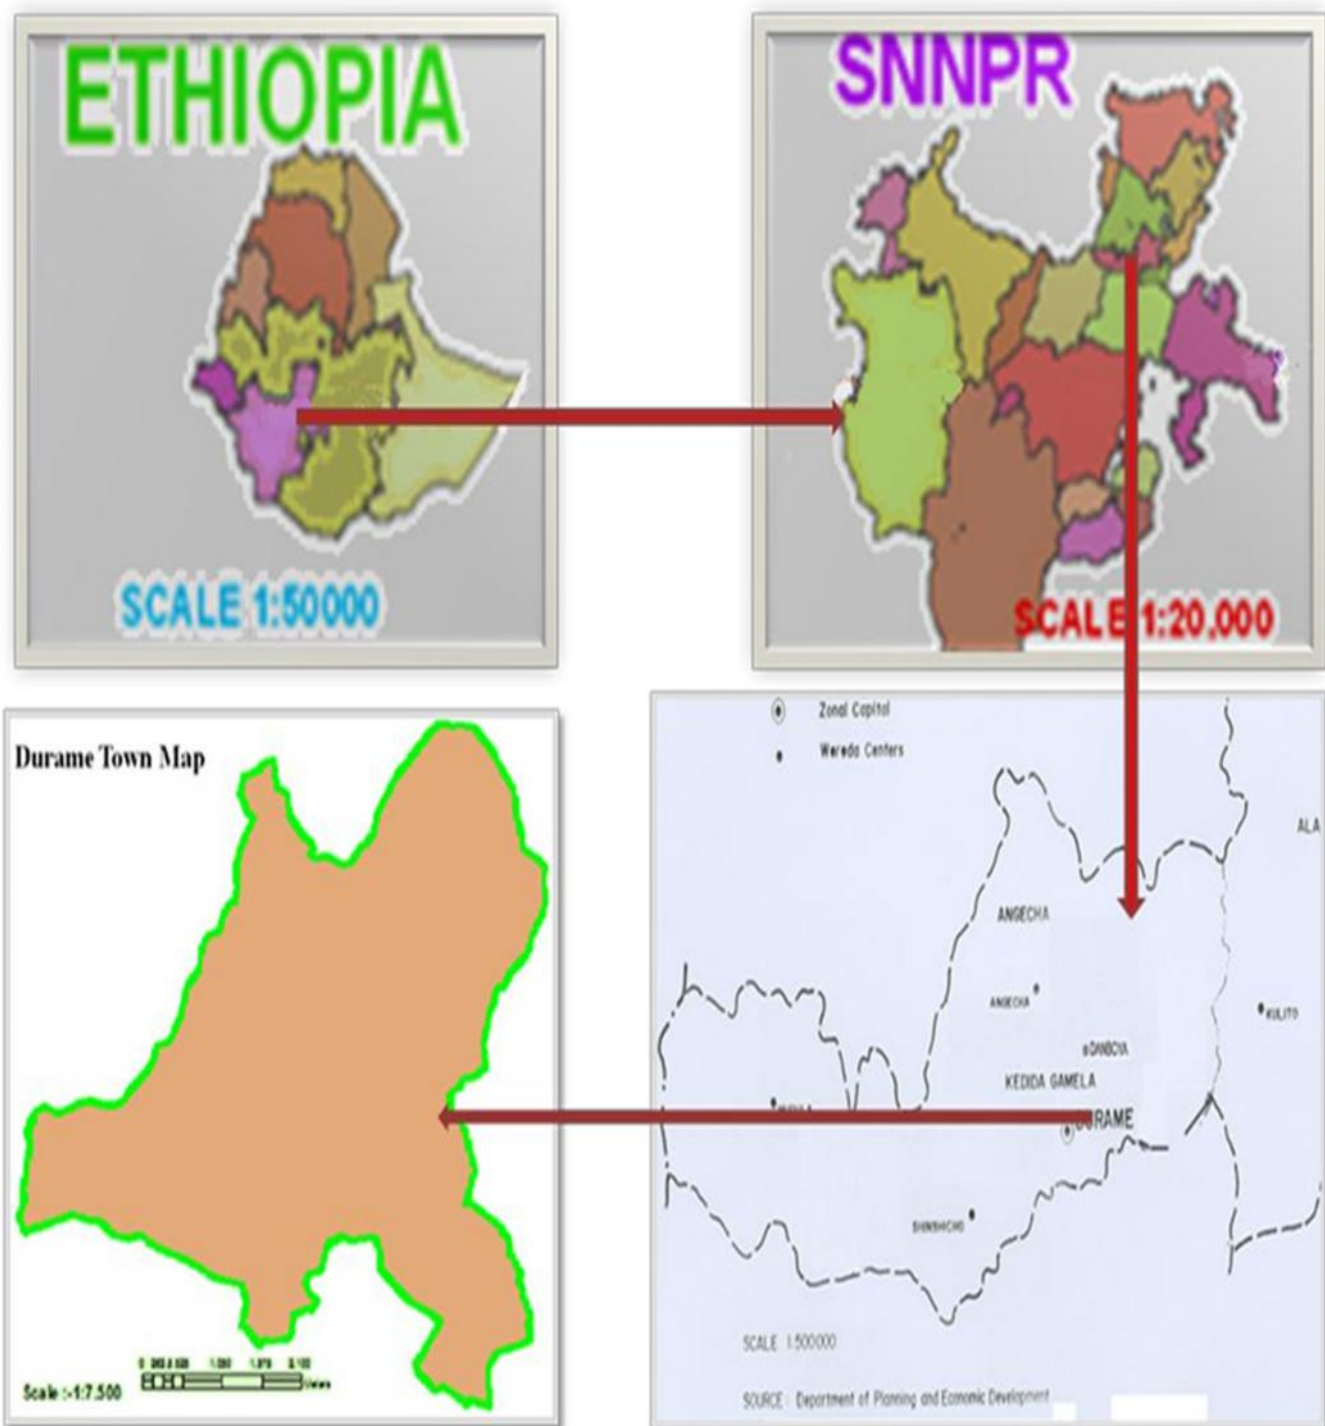 ETHIOPIA
SCALE 1:50000
SNNPR
SCALE 1:20,000
Durame Town Map
Scale :-1:7,500
Zonal Capital
Wereda Centers
ALA
ANGECHA
ANGECHA
KULITO
DANBOYA
KEDIDA GAMELA
DURAME
SHINSHICHO
SCALE 1:500000
SOURCE : Department of Planning and Economic Development